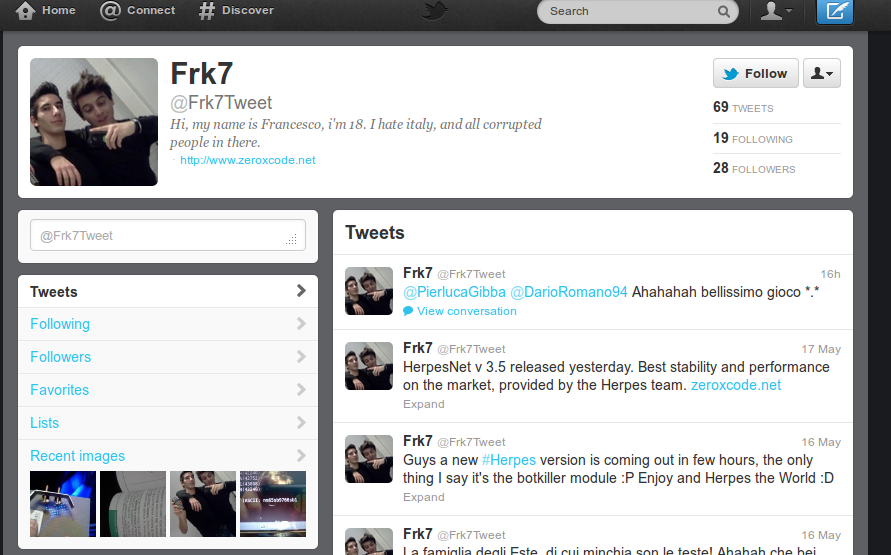 Home Connect Discover Search
Frk7
@Frk7Tweet
Hi, my name is Francesco, i'm 18. I hate italy, and all corrupted
people in there.
· http://www.zeroxcode.net
Follow
69 TWEETS
19 FOLLOWING
28 FOLLOWERS
@Frk7Tweet
Tweets
Following
Followers
Favorites
Lists
Recent images
Tweets
Frk7 @Frk7Tweet 16h
@PierlucaGibba @DarioRomano94 Ahahahah bellissimo gioco *.*
View conversation
Frk7 @Frk7Tweet 17 May
HerpesNet v 3.5 released yesterday. Best stability and performance
on the market, provided by the Herpes team. zeroxcode.net
Expand
Frk7 @Frk7Tweet 16 May
Guys a new #Herpes version is coming out in few hours, the only
thing I say it's the botkiller module :P Enjoy and Herpes the World :D
Expand
Frk7 @Frk7Tweet 16 May
La famiglia degli Este, di cui minchia son le teste! Ahahah che bei